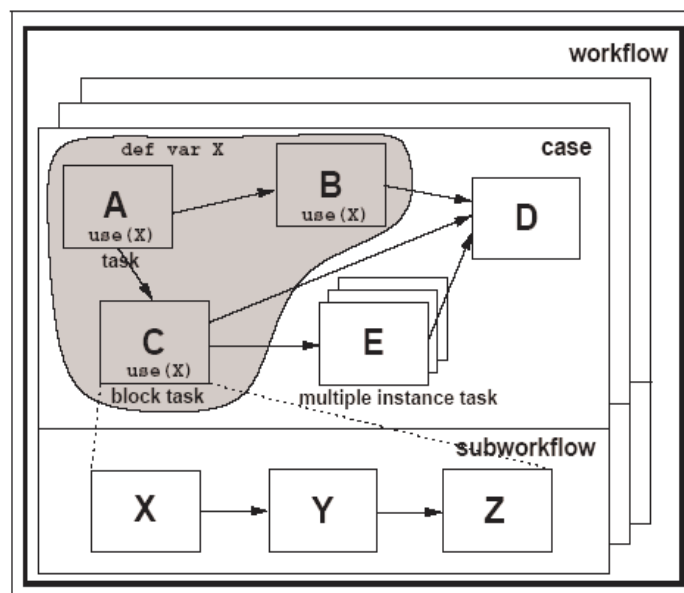 workflow
case
def var X
A
use(X)
task
B
use(X)
D
C
use(X)
block task
E
multiple instance task
subworkflow
X
Y
Z